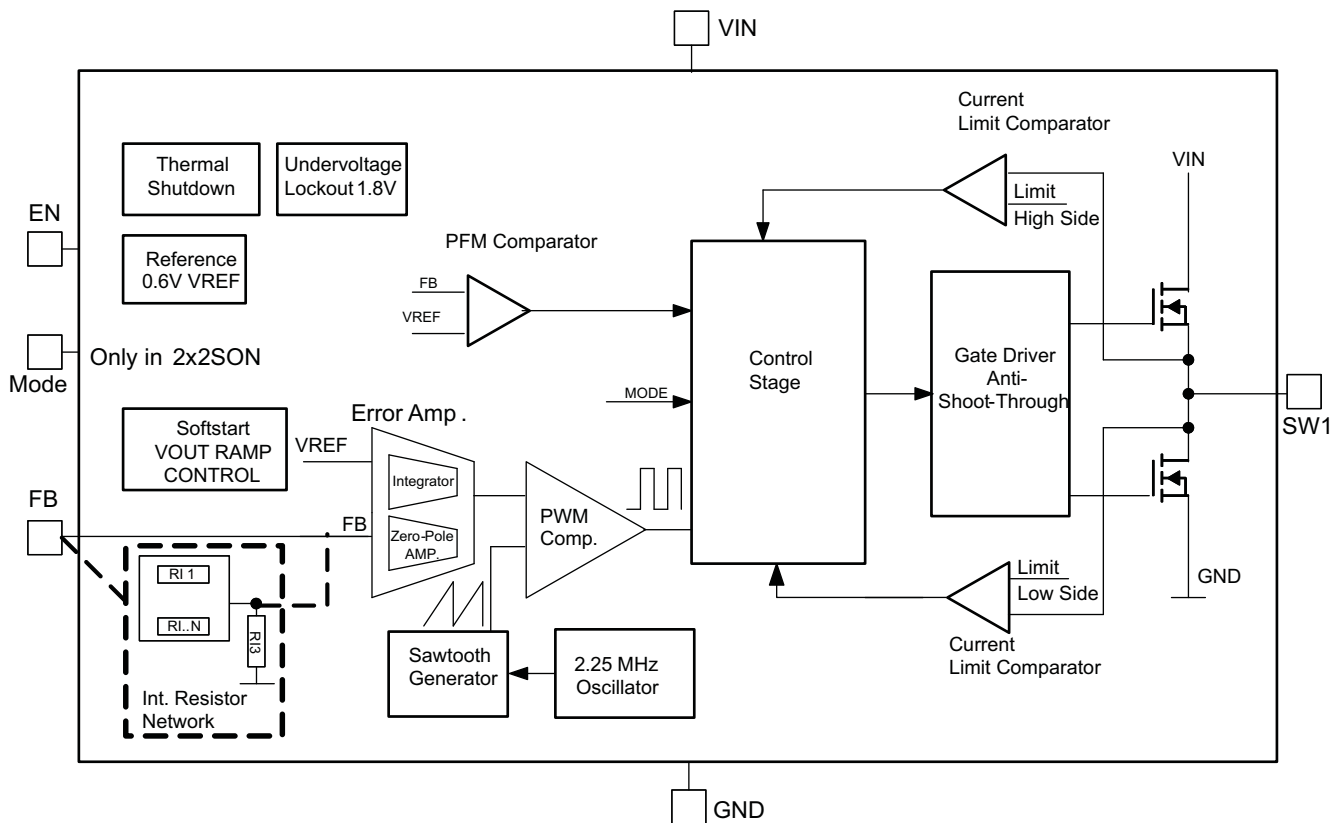 VIN
Current
Limit Comparator
Thermal
Shutdown
Undervoltage
Lockout 1.8V
VIN
Limit
High Side
EN
PFM Comparator
Reference
0.6V VREF
FB
VREF
Only in 2x2SON
Mode
Control
Stage
Gate Driver
Anti-
Shoot-Through
MODE
SW1
Error Amp .
Softstart
VOUT RAMP
CONTROL
VREF
Integrator
FB
FB
Zero-Pole
AMP.
PWM
Comp.
RI 1
RI..N
RI3
Int. Resistor
Network
Sawtooth
Generator
2.25 MHz
Oscillator
Limit
Low Side
GND
Current
Limit Comparator
GND